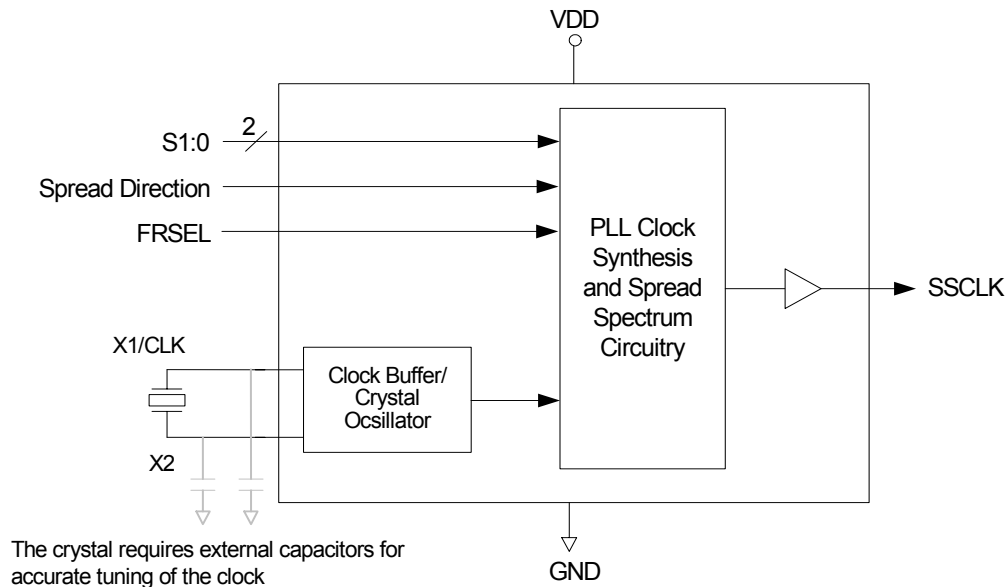 VDD
2
S1:0
Spread Direction
FRSEL
PLL Clock
Synthesis
and Spread
Spectrum
Circuitry
SSCLK
X1/CLK
Clock Buffer/
Crystal
Ocsillator
X2
The crystal requires external capacitors for
accurate tuning of the clock
GND